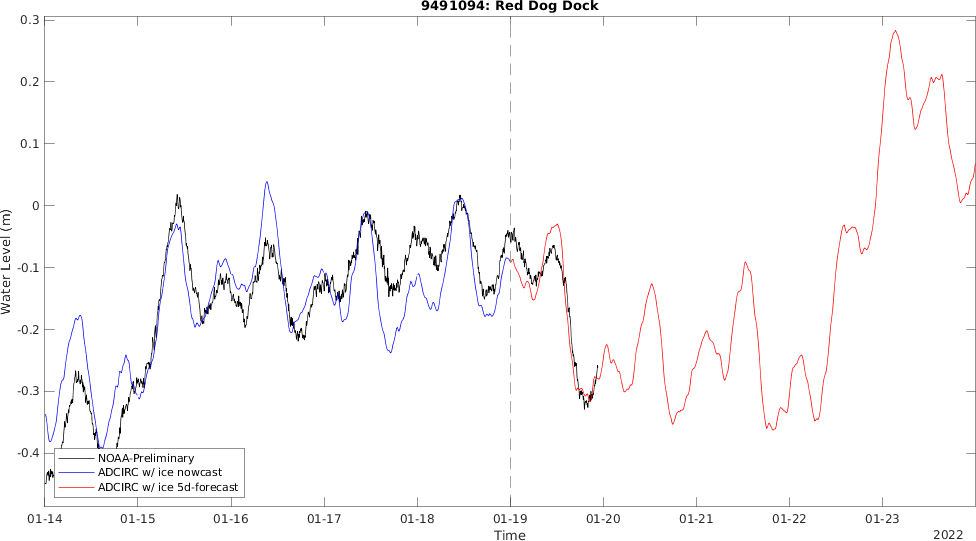 9491094: Red Dog Dock
0.3
0.2
0.1
0
-0.1
-0.2
-0.3
-0.4
Water Level (m)
NOAA-Preliminary
ADCIRC w/ ice nowcast
ADCIRC w/ ice 5d-forecast
01-14 01-15 01-16 01-17 01-18 01-19 01-20 01-21 01-22 01-23
Time
2022